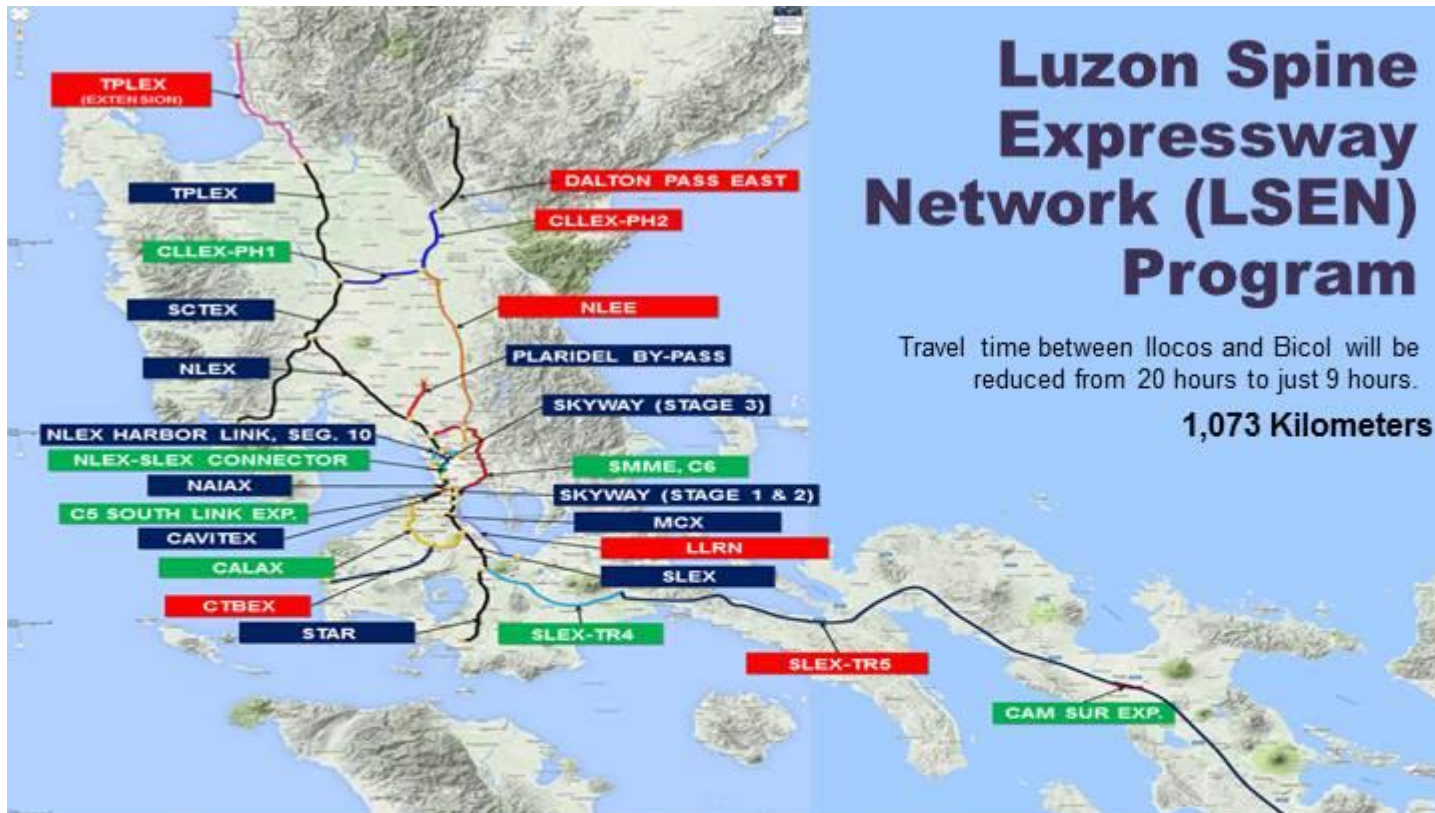 Luzon Spine
Expressway
Network (LSEN)
Program
Travel time between Ilocos and Bicol will be
reduced from 20 hours to just 9 hours.
1,073 Kilometers
TPLEX
(EXTENSION)
TPLEX
DALTON PASS EAST
CLLEX-PH2
CLLEX-PH1
SCTEX
NLEE
NLEX
PLARIDEL BY-PASS
SKYWAY (STAGE 3)
NLEX HARBOR LINK, SEG. 10
NLEX-SLEX CONNECTOR
SMME, C6
NAIAX
SKYWAY (STAGE 1 & 2)
C5 SOUTH LINK EXP.
MCX
CAVITEX
LLRN
CALAX
SLEX
CTBEX
STAR
SLEX-TR4
SLEX-TR5
CAM SUR EXP.